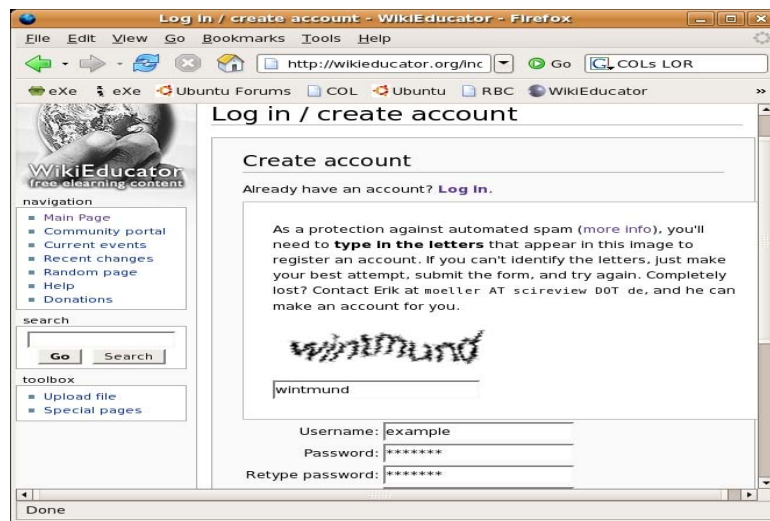 Log in / create account - WikiEducator - Firefox
File Edit View Go Bookmarks Tools Help
http://wikieducator.org/inc Go G COLs LOR
eXe eXe Ubuntu Forums COL Ubuntu RBC WikiEducator »
Log in / create account
WikiEducator
free elearning content
navigation
Main Page
Community portal
Current events
Recent changes
Random page
Help
Donations
search
Go Search
toolbox
Upload file
Special pages
Create account
Already have an account? Log in.
As a protection against automated spam (more info), you'll
need to type in the letters that appear in this image to
register an account. If you can't identify the letters, just make
your best attempt, submit the form, and try again. Completely
lost? Contact Erik at moeller AT scireview DOT de, and he can
make an account for you.
wintmund
wintmund
Username: example
Password: *******
Retype password: *******
Done